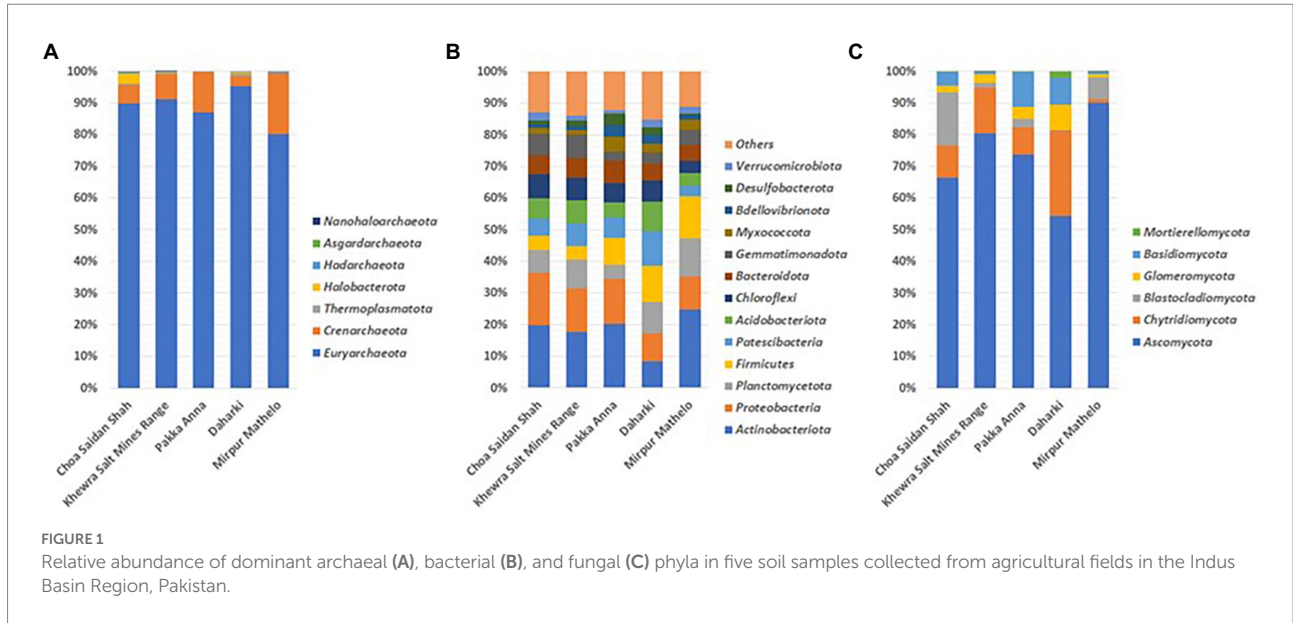 A
100%
90%
80%
70%
60%
50%
40%
30%
20%
10%
0%
Choa Saidan Shah
Khewra Salt Mines Range
Pakka Anna
Daharki
Mirpur Mathelo
Nanohaloarchaeota
Asgardarchaeota
Hadarchaeota
Halobacterota
Thermoplasmatota
Crenarchaeota
Euryarchaeota
B
100%
90%
80%
70%
60%
50%
40%
30%
20%
10%
0%
Choa Saidan Shah
Khewra Salt Mines Range
Pakka Anna
Daharki
Mirpur Mathelo
Others
Verrucomicrobiota
Desulfobacterota
Bdellovibrionota
Myxococcota
Gemmatimonadota
Bacteroidota
Chloroflexi
Acidobacteriota
Patescibacteria
Firmicutes
Planctomycetota
Proteobacteria
Actinobacteriota
C
100%
90%
80%
70%
60%
50%
40%
30%
20%
10%
0%
Choa Saidan Shah
Khewra Salt Mines Range
Pakka Anna
Daharki
Mirpur Mathelo
Mortierellomycota
Basidiomycota
Glomeromycota
Blastocladiomycota
Chytridiomycota
Ascomycota
FIGURE 1
Relative abundance of dominant archaeal (A), bacterial (B), and fungal (C) phyla in five soil samples collected from agricultural fields in the Indus
Basin Region, Pakistan.